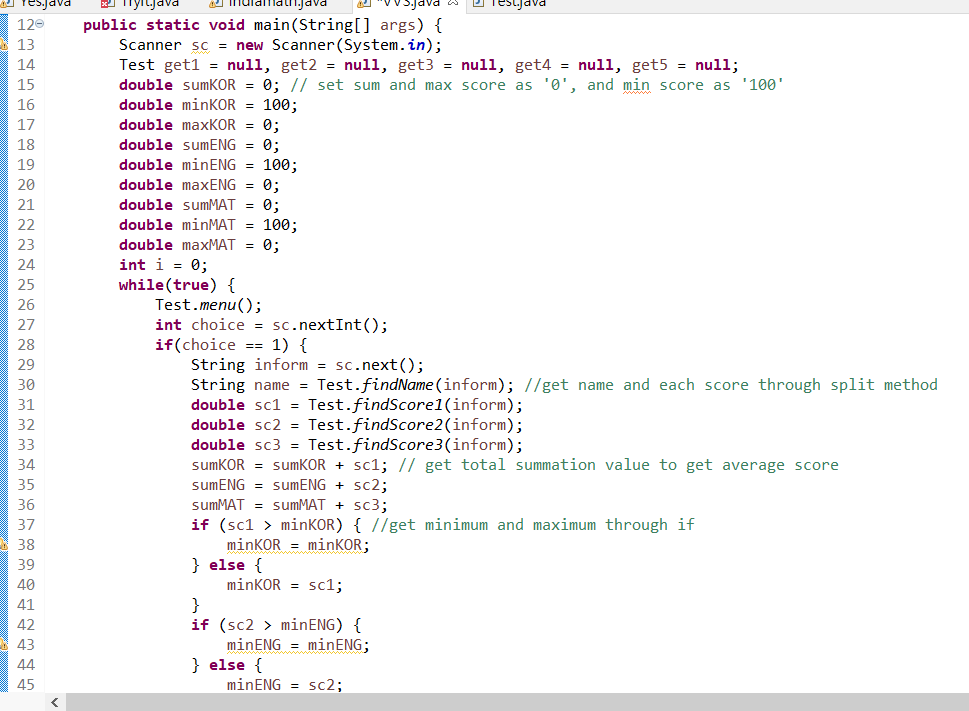 Yes.java TryIt.java Indiamath.java *VVS.java Test.java
12 public static void main(String[] args) {
13 Scanner sc = new Scanner(System.in);
14 Test get1 = null, get2 = null, get3 = null, get4 = null, get5 = null;
15 double sumKOR = 0; // set sum and max score as '0', and min score as '100'
16 double minKOR = 100;
17 double maxKOR = 0;
18 double sumENG = 0;
19 double minENG = 100;
20 double maxENG = 0;
21 double sumMAT = 0;
22 double minMAT = 100;
23 double maxMAT = 0;
24 int i = 0;
25 while(true) {
26 Test.menu();
27 int choice = sc.nextInt();
28 if(choice == 1) {
29 String inform = sc.next();
30 String name = Test.findName(inform); //get name and each score through split method
31 double sc1 = Test.findScore1(inform);
32 double sc2 = Test.findScore2(inform);
33 double sc3 = Test.findScore3(inform);
34 sumKOR = sumKOR + sc1; // get total summation value to get average score
35 sumENG = sumENG + sc2;
36 sumMAT = sumMAT + sc3;
37 if (sc1 > minKOR) { //get minimum and maximum through if
38 minKOR = minKOR;
39 } else {
40 minKOR = sc1;
41 }
42 if (sc2 > minENG) {
43 minENG = minENG;
44 } else {
45 minENG = sc2;